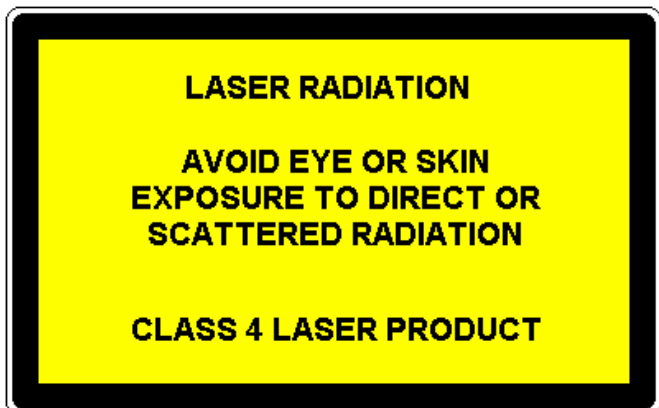 LASER RADIATION
AVOID EYE OR SKIN
EXPOSURE TO DIRECT OR
SCATTERED RADIATION
CLASS 4 LASER PRODUCT